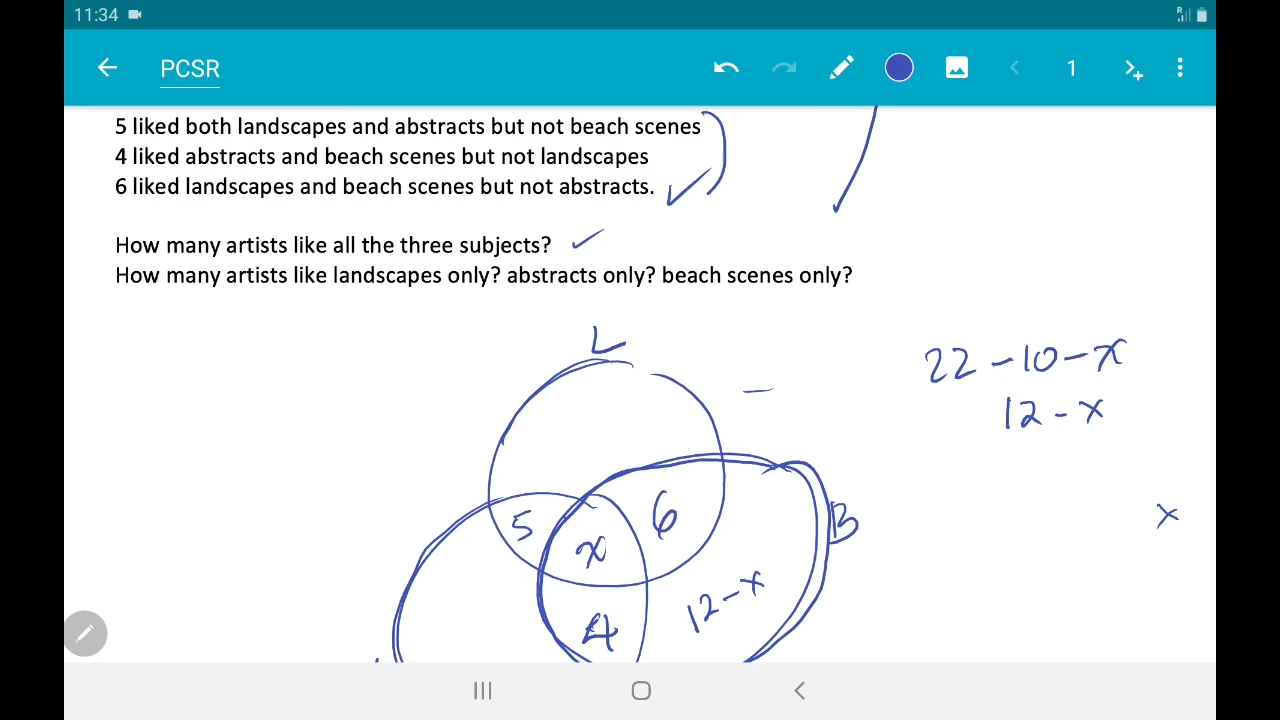 11:34
R
PCSR
1
5 liked both landscapes and abstracts but not beach scenes
4 liked abstracts and beach scenes but not landscapes
6 liked landscapes and beach scenes but not abstracts.
How many artists like all the three subjects?
How many artists like landscapes only? abstracts only? beach scenes only?
L
22 - 10 - x
12 - x
5
x
6
B
x
12 - x
4